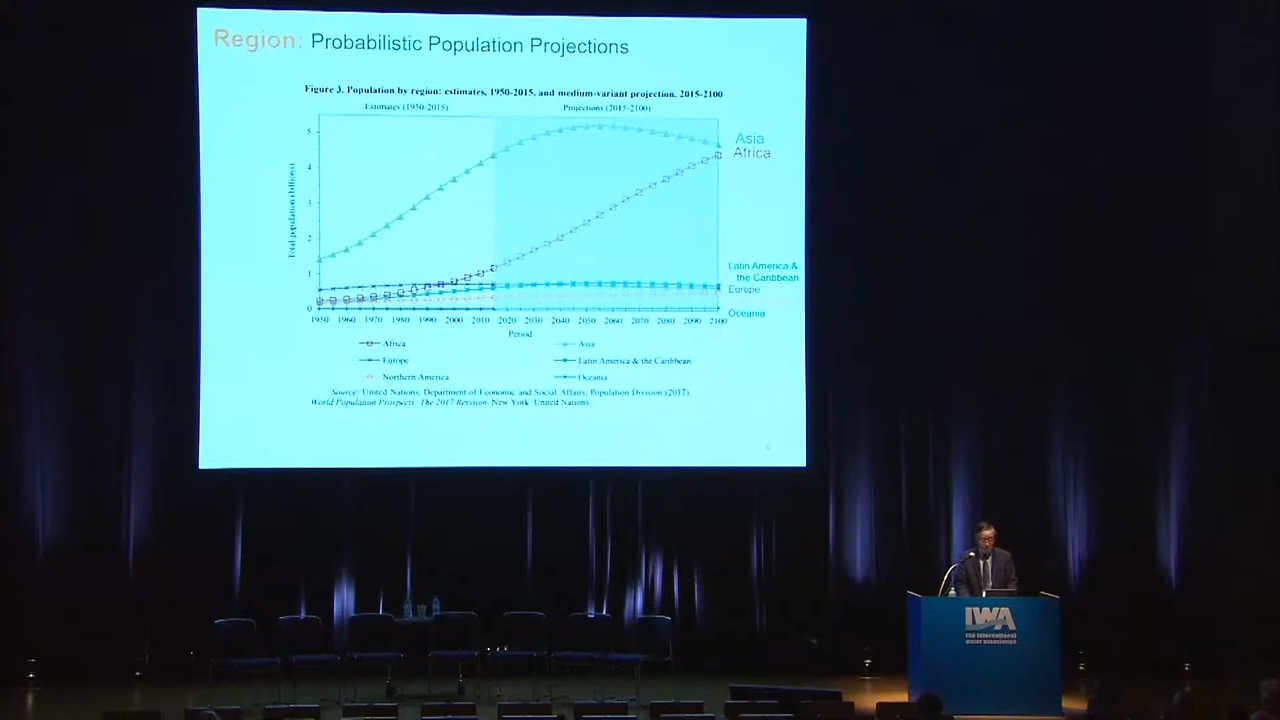 Region: Probabilistic Population Projections
Figure 3. Population by region: estimates, 1950-2015, and medium-variant projection, 2015-2100
Estimates (1950-2015)
Projections (2015-2100)
Total population (billions)
5
4
3
2
1
0
1950 1960 1970 1980 1990 2000 2010 2020 2030 2040 2050 2060 2070 2080 2090 2100
Period
Asia
Africa
Latin America &
the Caribbean
Europe
Oceania
Africa
Asia
Europe
Latin America & the Caribbean
Northern America
Oceania
Source: United Nations, Department of Economic and Social Affairs, Population Division (2017).
World Population Prospects: The 2017 Revision. New York: United Nations.
IWA
the international
water association